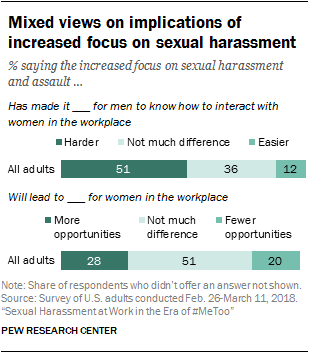 Mixed views on implications of
increased focus on sexual harassment
% saying the increased focus on sexual harassment
and assault ...
Has made it ___ for men to know how to interact with
women in the workplace
Harder Not much difference Easier
All adults 51 36 12
Will lead to ___ for women in the workplace
More opportunities Not much difference Fewer opportunities
All adults 28 51 20
Note: Share of respondents who didn't offer an answer not shown.
Source: Survey of U.S. adults conducted Feb. 26-March 11, 2018.
"Sexual Harassment at Work in the Era of #MeToo"
PEW RESEARCH CENTER